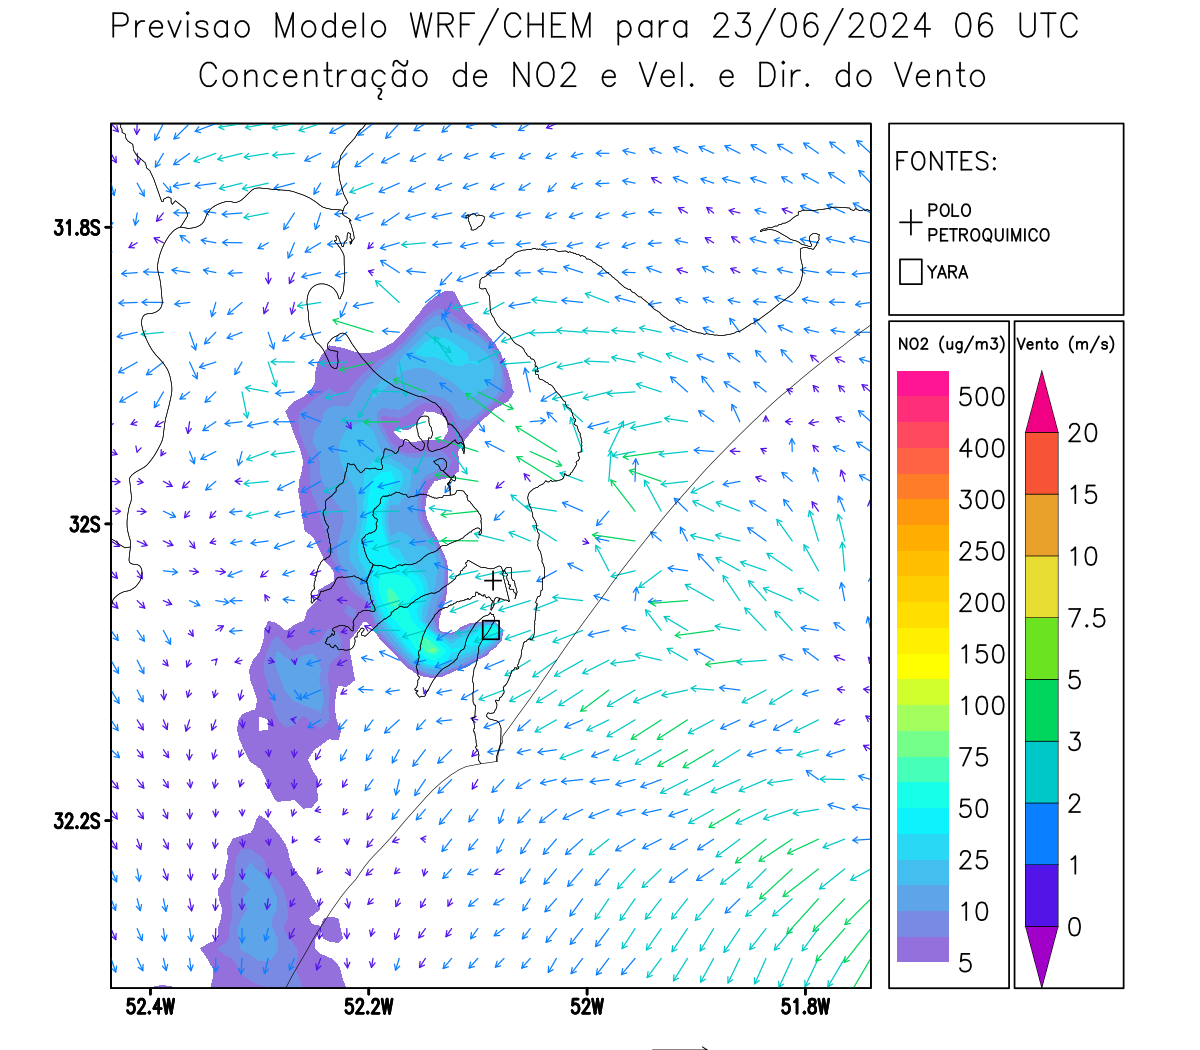 Previsao Modelo WRF/CHEM para 23/06/2024 06 UTC
Concentração de NO2 e Vel. e Dir. do Vento
FONTES:
POLO
PETROQUIMICO
YARA
NO2 (ug/m3)
500
400
300
250
200
150
100
75
50
25
10
5
Vento (m/s)
20
15
10
7.5
5
3
2
1
0
31.8S
32S
32.2S
52.4W
52.2W
52W
51.8W